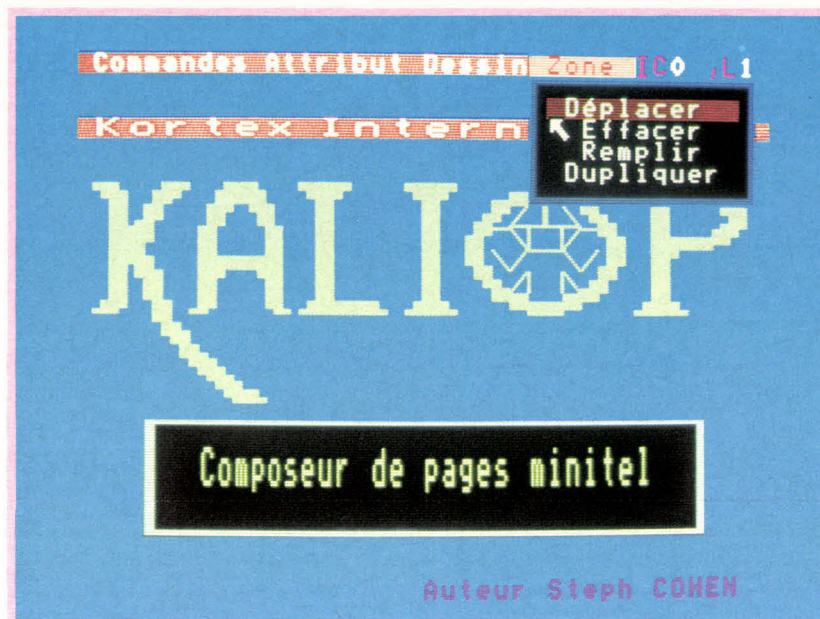 Commandes Attribut Dessin Zone IC0 ,L1
Déplacer
Effacer
Remplir
Dupliquer
Kortex Intern
KALIOP
Composeur de pages minitel
Auteur Steph COHEN